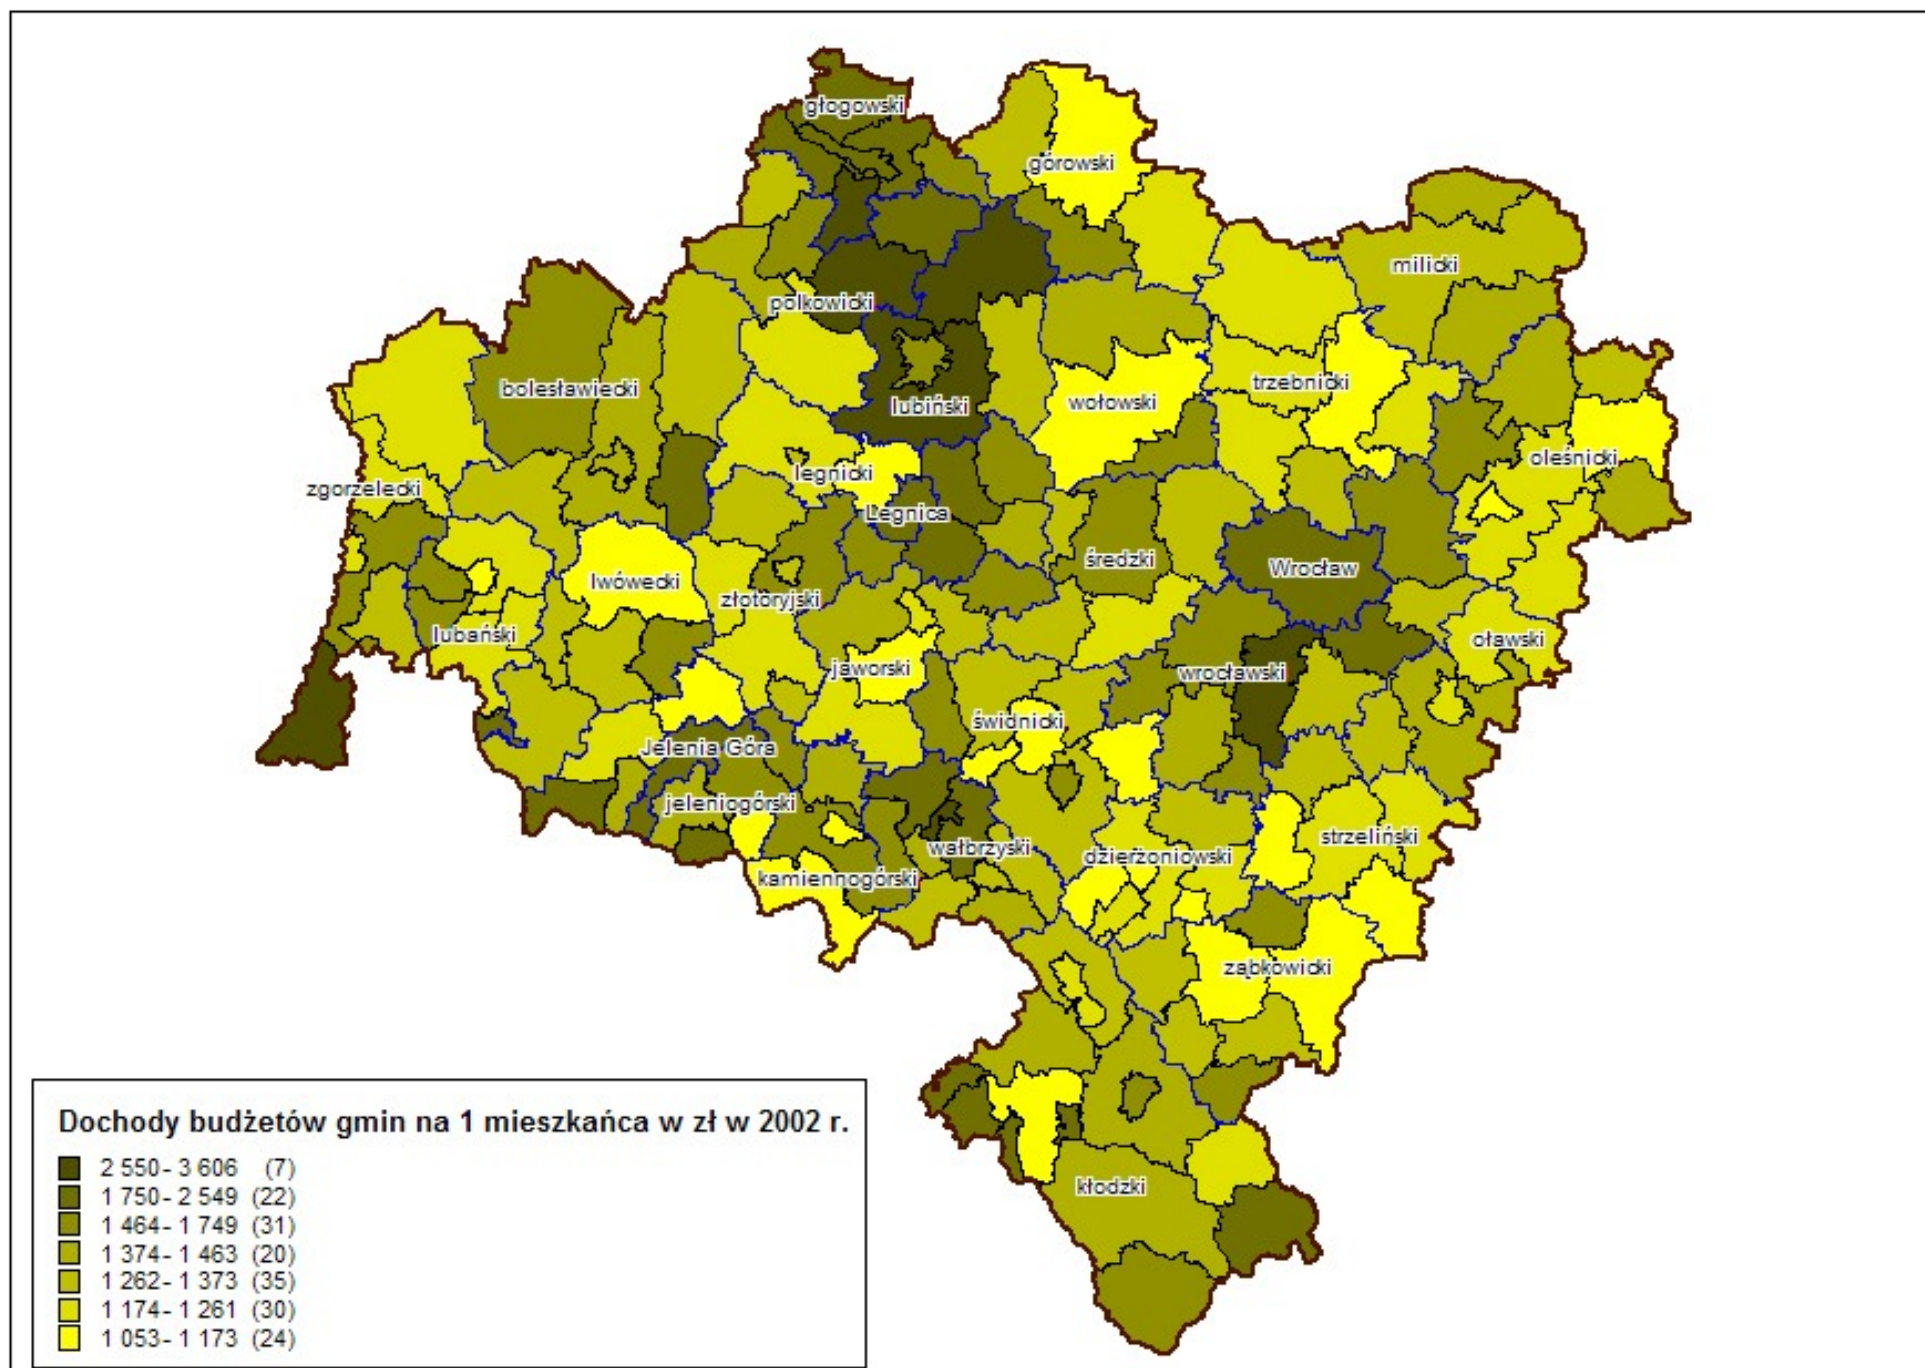 głogowski
górowski
milicki
polkowicki
bolesławiecki
trzebnicki
lubiński
wołowski
oleśnicki
legnicki
zgorzelecki
Legnica
średzki
Wrocław
lwówecki
złotoryjski
lubański
oławski
jaworski
wrocławski
świdnicki
Jelenia Góra
jeleniogórski
strzeliński
wałbrzyski
dzierżoniowski
kamiennogórski
ząbkowicki
kłodzki
Dochody budżetów gmin na 1 mieszkańca w zł w 2002 r.
2 550 - 3 606 (7)
1 750 - 2 549 (22)
1 464 - 1 749 (31)
1 374 - 1 463 (20)
1 262 - 1 373 (35)
1 174 - 1 261 (30)
1 053 - 1 173 (24)